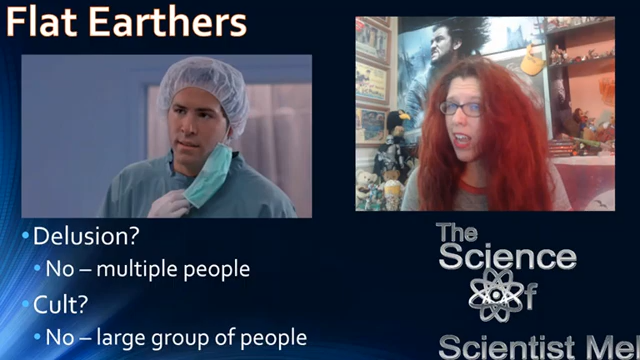 Flat Earthers
Delusion?
No – multiple people
Cult?
No – large group of people
The
Science
Of
Scientist Mel